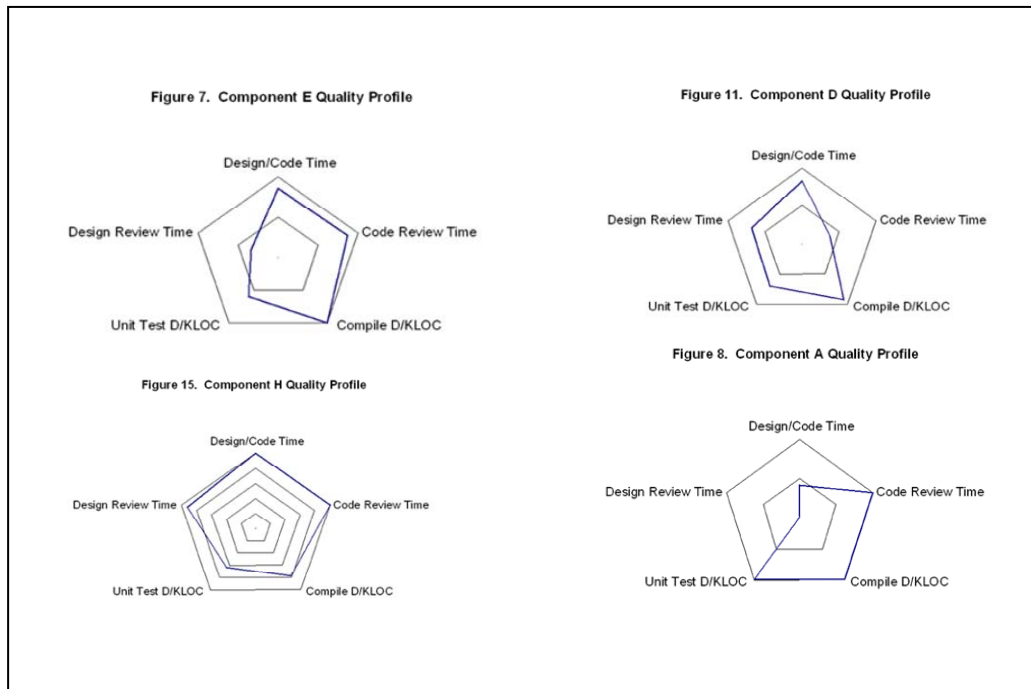 Figure 7. Component E Quality Profile
Design/Code Time
Design Review Time
Code Review Time
Unit Test D/KLOC
Compile D/KLOC
Figure 11. Component D Quality Profile
Design/Code Time
Design Review Time
Code Review Time
Unit Test D/KLOC
Compile D/KLOC
Figure 15. Component H Quality Profile
Design/Code Time
Design Review Time
Code Review Time
Unit Test D/KLOC
Compile D/KLOC
Figure 8. Component A Quality Profile
Design/Code Time
Design Review Time
Code Review Time
Unit Test D/KLOC
Compile D/KLOC